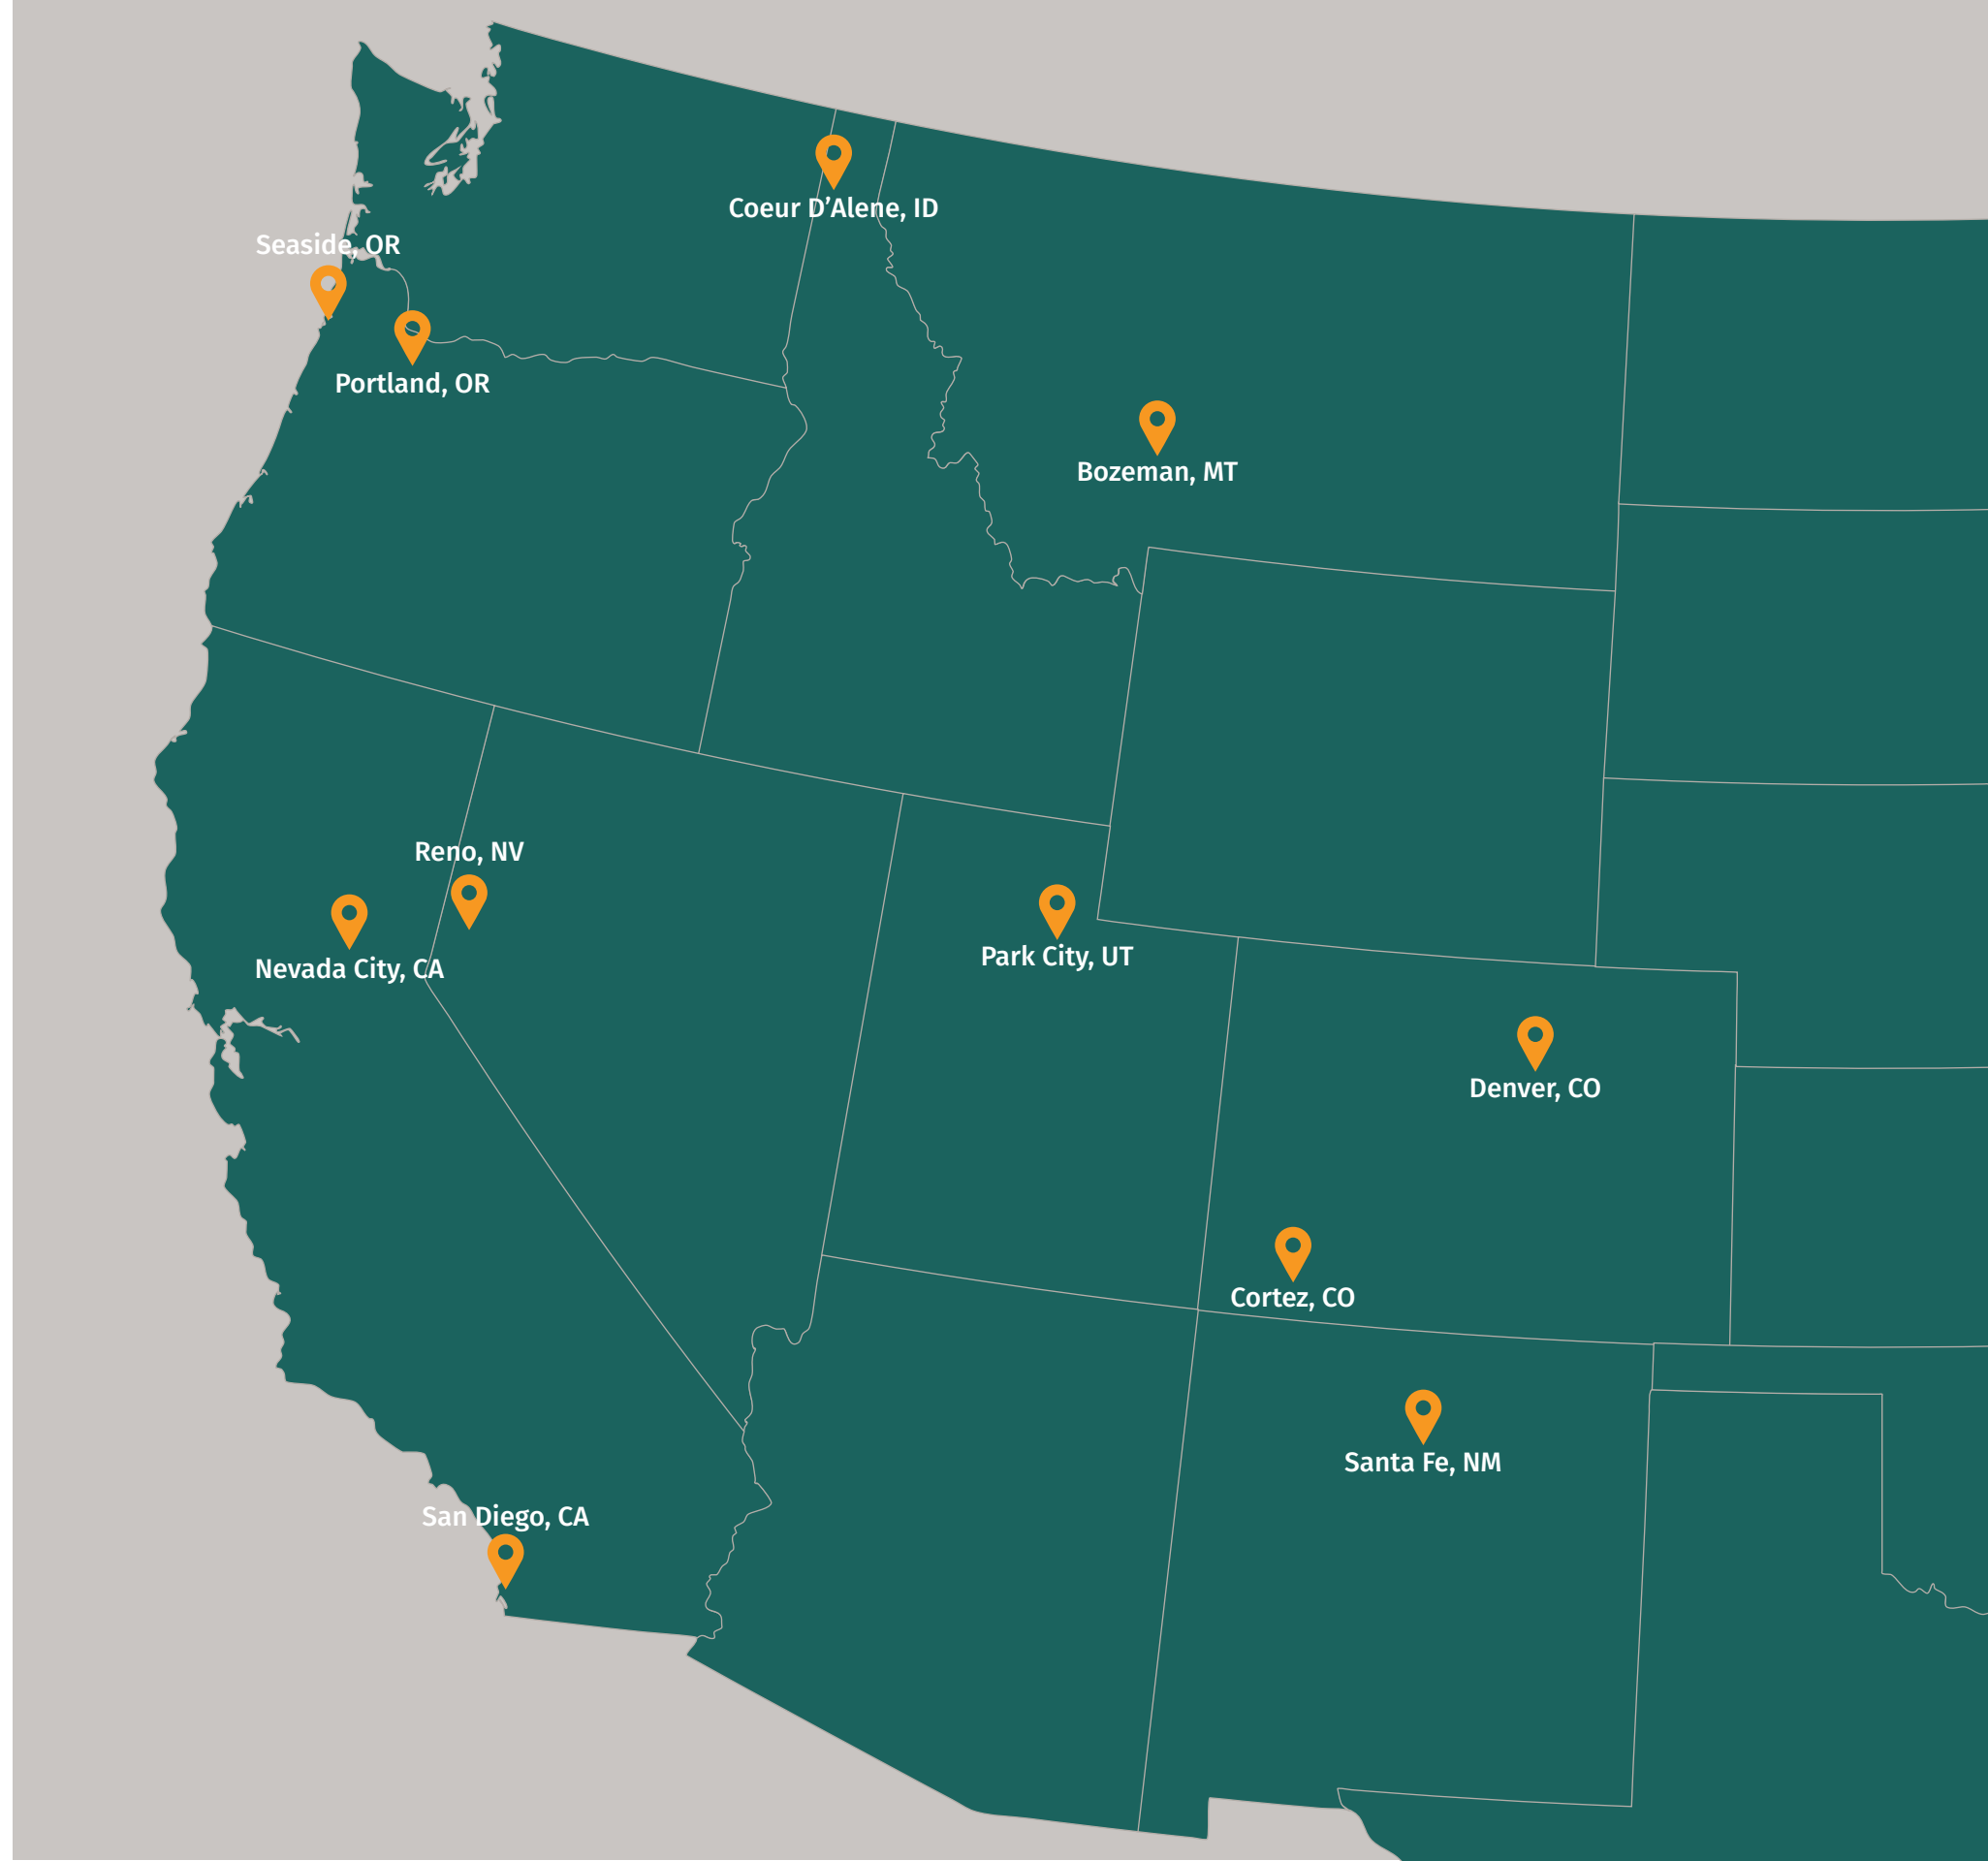 Coeur D’Alene, ID
Seaside, OR
Portland, OR
Bozeman, MT
Reno, NV
Nevada City, CA
Park City, UT
Denver, CO
Cortez, CO
Santa Fe, NM
San Diego, CA